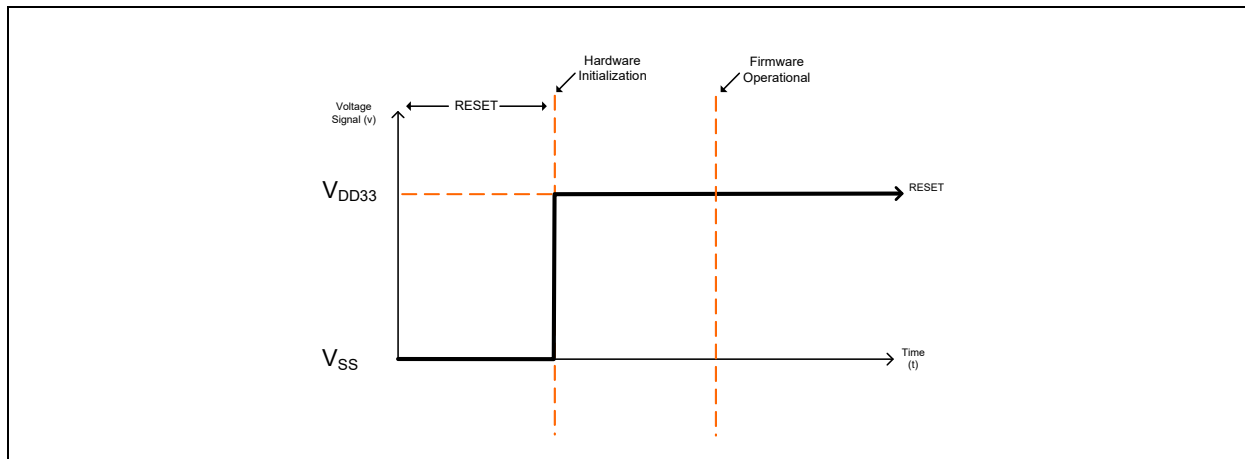 Hardware
Initialization
Firmware
Operational
RESET
Voltage
Signal (v)
VDD33
RESET
VSS
Time
(t)